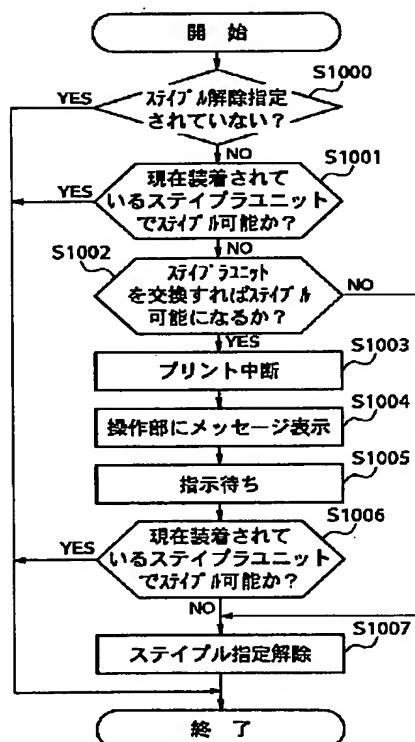 開 始
S1000
YES
ステイプル解除指定
されていない？
NO
S1001
現在装着されて
いるステイプラユニット
でステイプル可能か？
YES
NO
S1002
ステイプラユニット
を交換すればステイプル
可能になるか？
NO
YES
S1003
プリント中断
S1004
操作部にメッセージ表示
S1005
指示待ち
S1006
現在装着されて
いるステイプラユニット
でステイプル可能か？
YES
NO
S1007
ステイプル指定解除
終 了